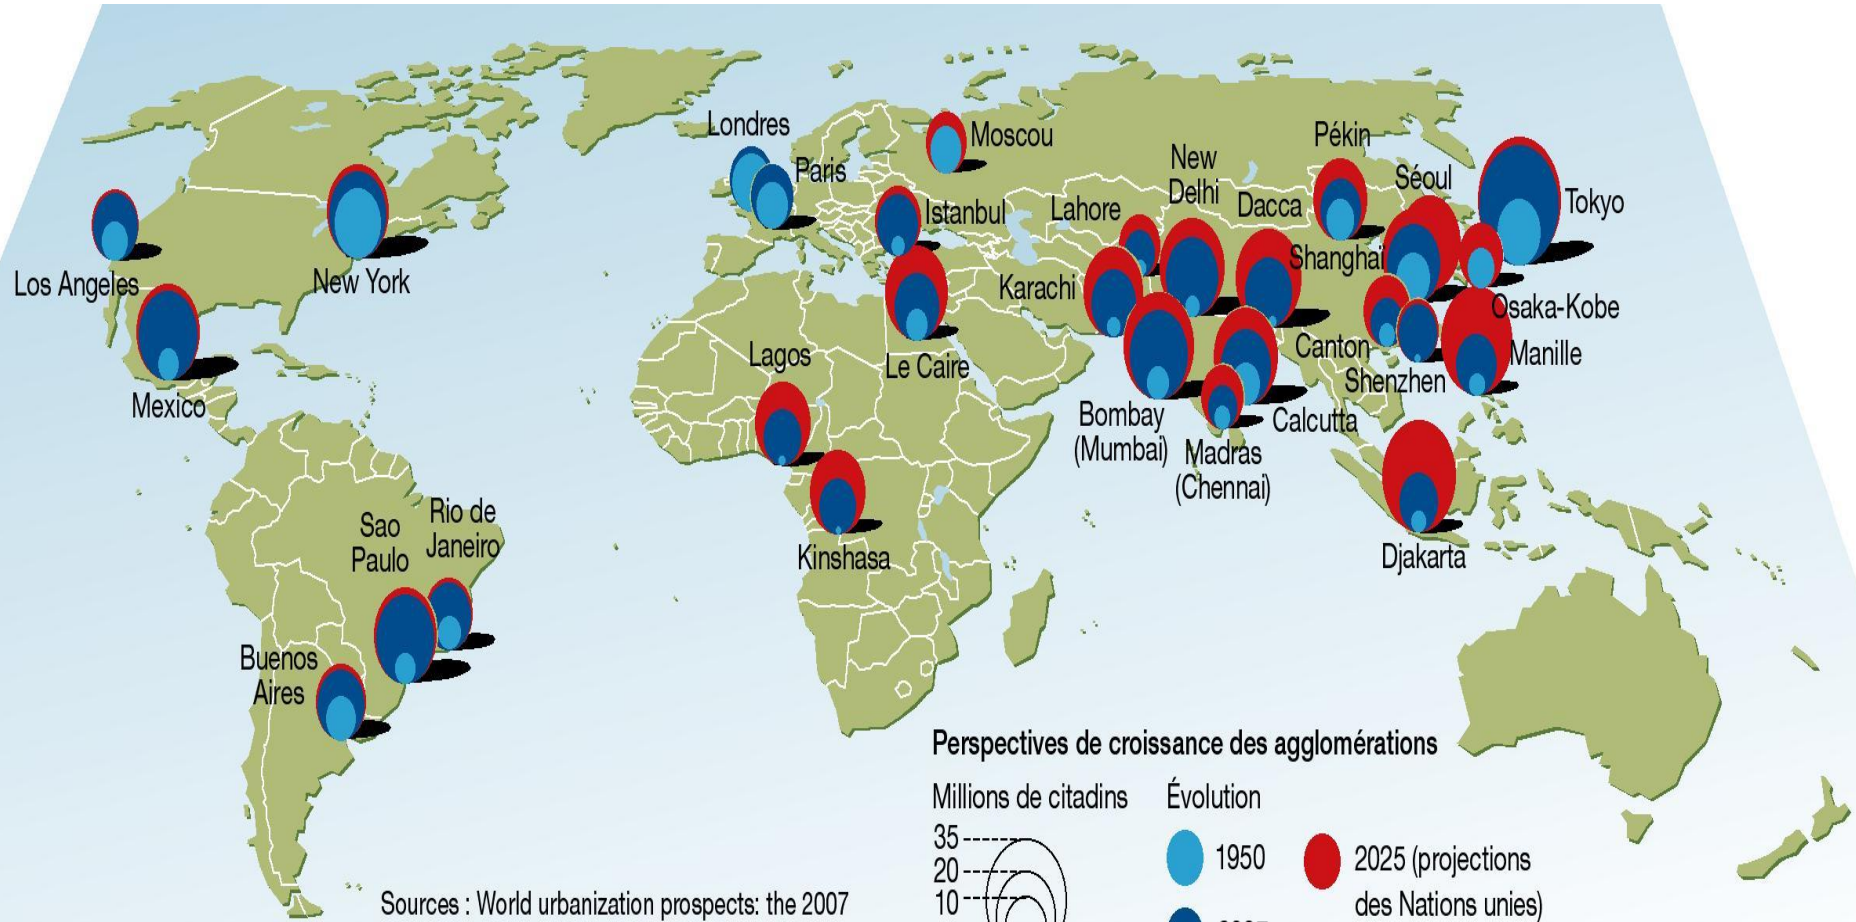 Londres
Moscou
Paris
Pékin
New
Delhi
Séoul
Istanbul
Lahore
Dacca
Tokyo
Los Angeles
New York
Karachi
Shanghai
Osaka-Kobe
Mexico
Lagos
Le Caire
Canton
Manille
Shenzhen
Bombay
(Mumbai)
Calcutta
Madras
(Chennai)
Sao
Paulo
Rio de
Janeiro
Kinshasa
Djakarta
Buenos
Aires
Perspectives de croissance des agglomérations
Millions de citadins
Évolution
35
20
10
1950
2025 (projections
des Nations unies)
Sources : World urbanization prospects: the 2007